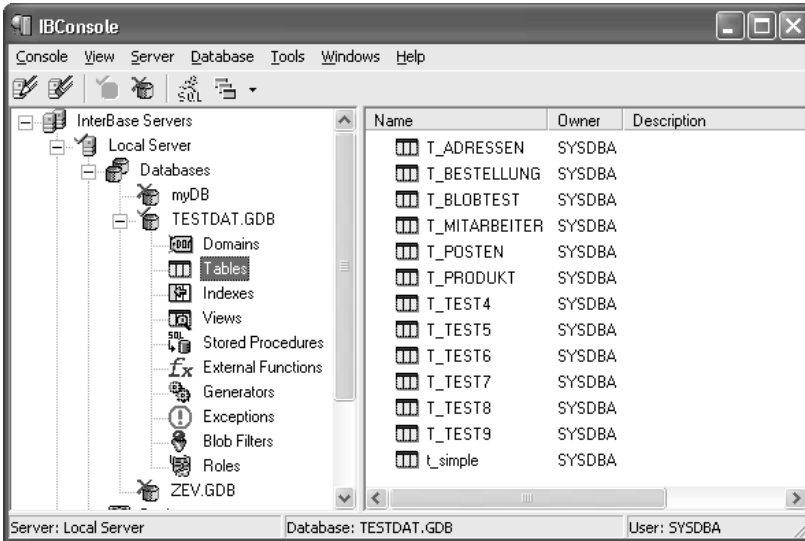 IBConsole
Console View Server Database Tools Windows Help
SQL
InterBase Servers
Local Server
Databases
myDB
TESTDAT.GDB
Domains
Tables
Indexes
Views
Stored Procedures
External Functions
Generators
Exceptions
Blob Filters
Roles
ZEV.GDB
Name Owner Description
T_ADRESSEN SYSDBA
T_BESTELLUNG SYSDBA
T_BLOBTEST SYSDBA
T_MITARBEITER SYSDBA
T_POSTEN SYSDBA
T_PRODUKT SYSDBA
T_TEST4 SYSDBA
T_TEST5 SYSDBA
T_TEST6 SYSDBA
T_TEST7 SYSDBA
T_TEST8 SYSDBA
T_TEST9 SYSDBA
t_simple SYSDBA
Server: Local Server Database: TESTDAT.GDB User: SYSDBA